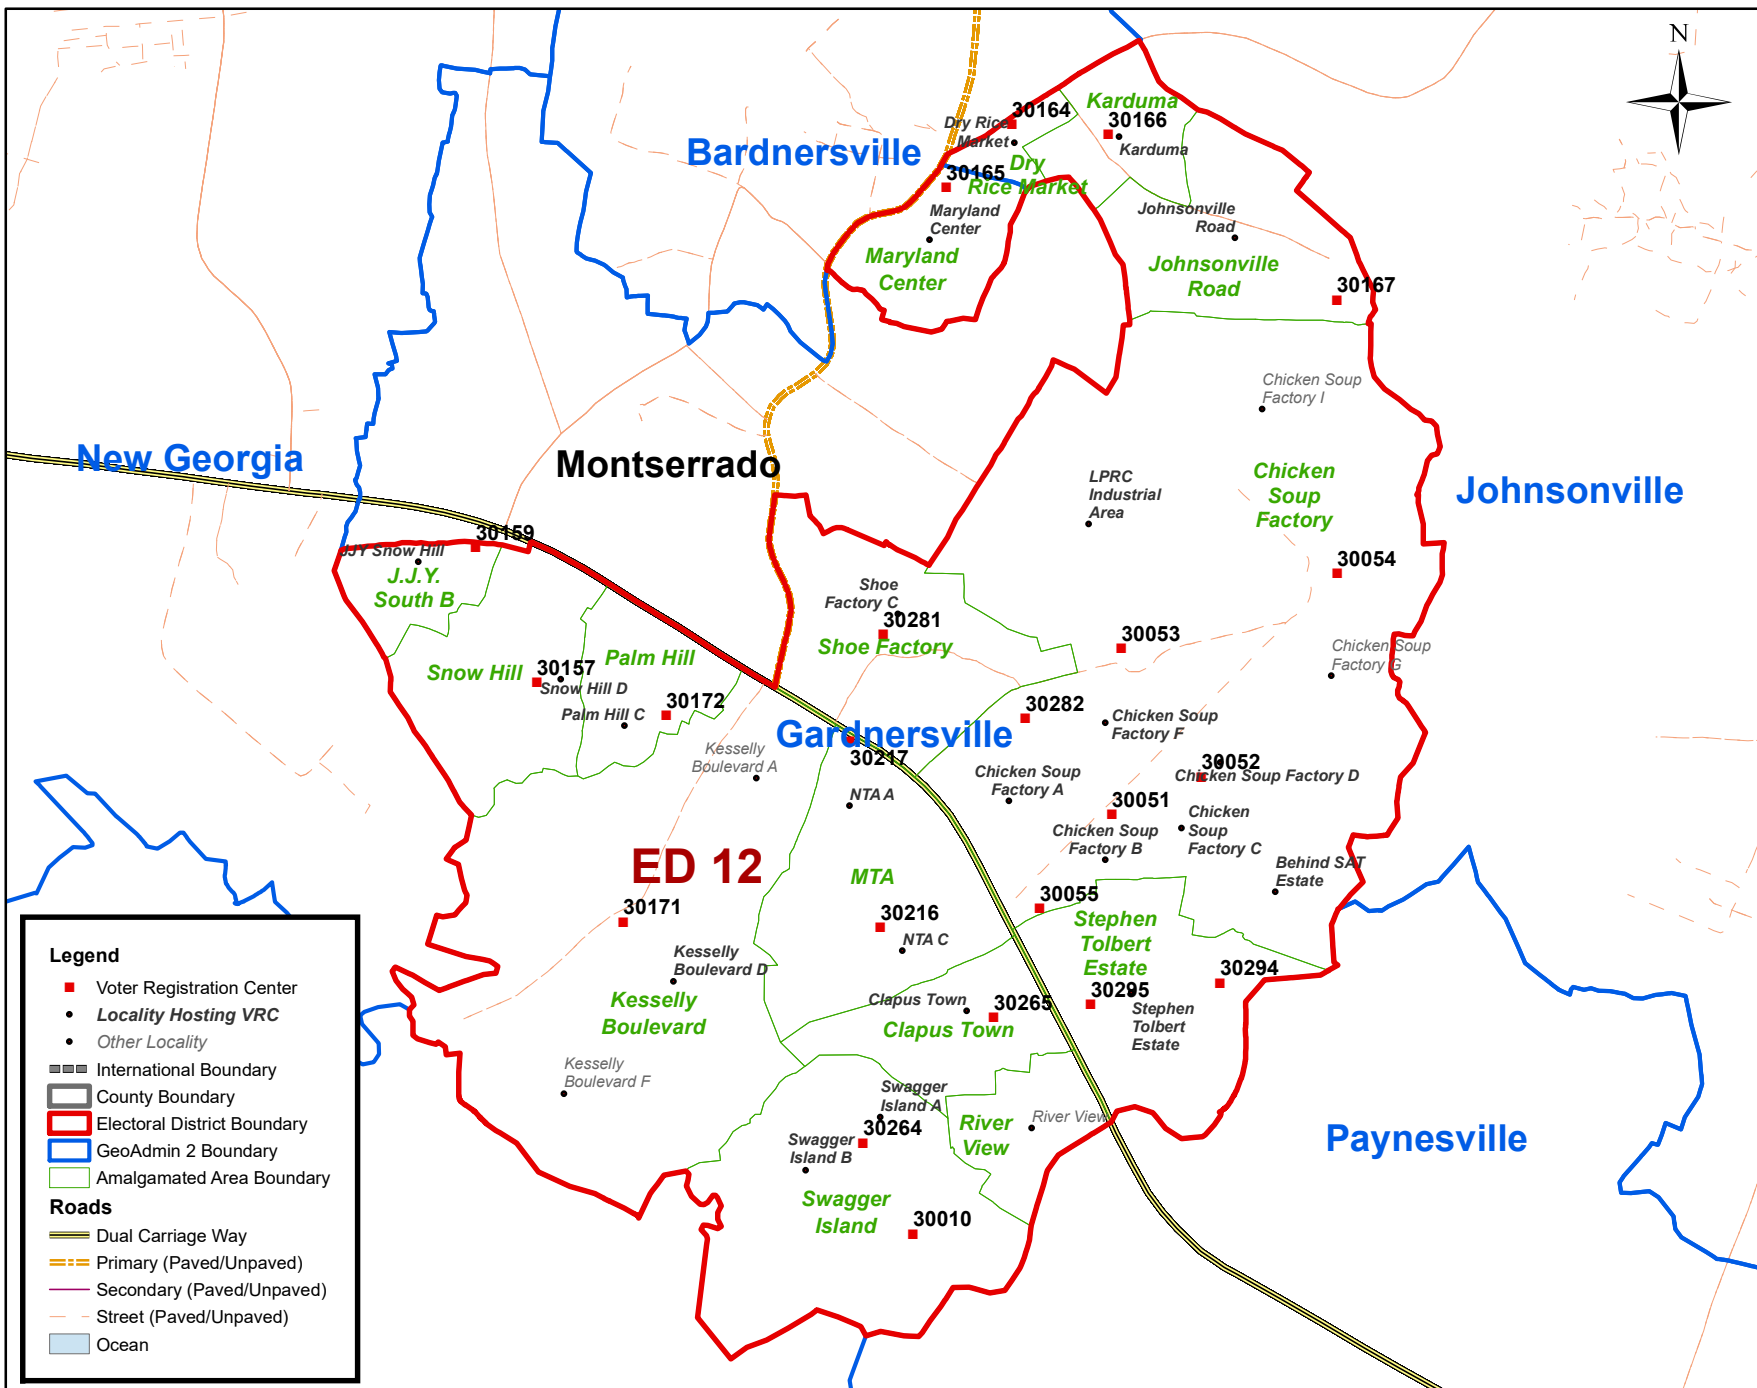 N
Karduma
30164
30166
Dry Rice
Market
Karduma
Bardnersville
Dry
Rice Market
30165
Maryland
Center
Johnsonville
Road
Maryland
Center
Johnsonville
Road
30167
Chicken Soup
Factory I
New Georgia
Montserrado
LPRC
Industrial
Area
Chicken
Soup
Factory
Johnsonville
30159
JJY Snow Hill
J.J.Y.
South B
30054
Shoe
Factory C
30281
Shoe Factory
30053
Chicken Soup
Factory G
Snow Hill
30157
Snow Hill D
Palm Hill
30172
Palm Hill C
30282
Chicken Soup
Factory F
Gardnersville
30217
Kesselly
Boulevard A
NTA A
Chicken Soup
Factory A
30052
Chicken Soup Factory D
30051
Chicken Soup
Factory B
Chicken
Soup
Factory C
Behind SAT
Estate
ED 12
MTA
30171
30216
NTA C
30055
Stephen
Tolbert
Estate
Kesselly
Boulevard D
Kesselly
Boulevard
30294
30295
Stephen
Tolbert
Estate
Clapus Town
30265
Clapus Town
Kesselly
Boulevard F
Swagger
Island A
30264
Swagger
Island B
River
View
River View
Paynesville
Swagger
Island
30010
Legend
Voter Registration Center
Locality Hosting VRC
Other Locality
International Boundary
County Boundary
Electoral District Boundary
GeoAdmin 2 Boundary
Amalgamated Area Boundary
Roads
Dual Carriage Way
Primary (Paved/Unpaved)
Secondary (Paved/Unpaved)
Street (Paved/Unpaved)
Ocean